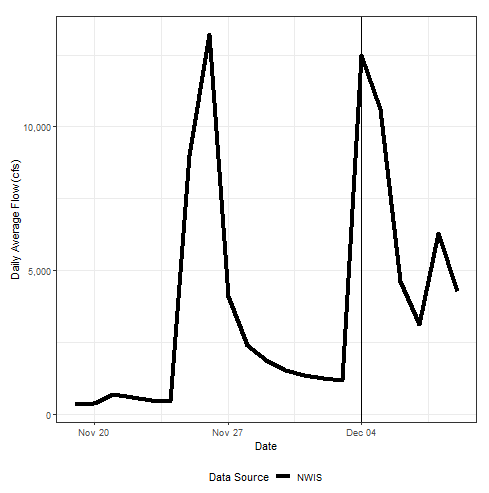 Daily Average Flow (cfs)
10,000
5,000
0
Nov 20 Nov 27 Dec 04
Date
Data Source NWIS